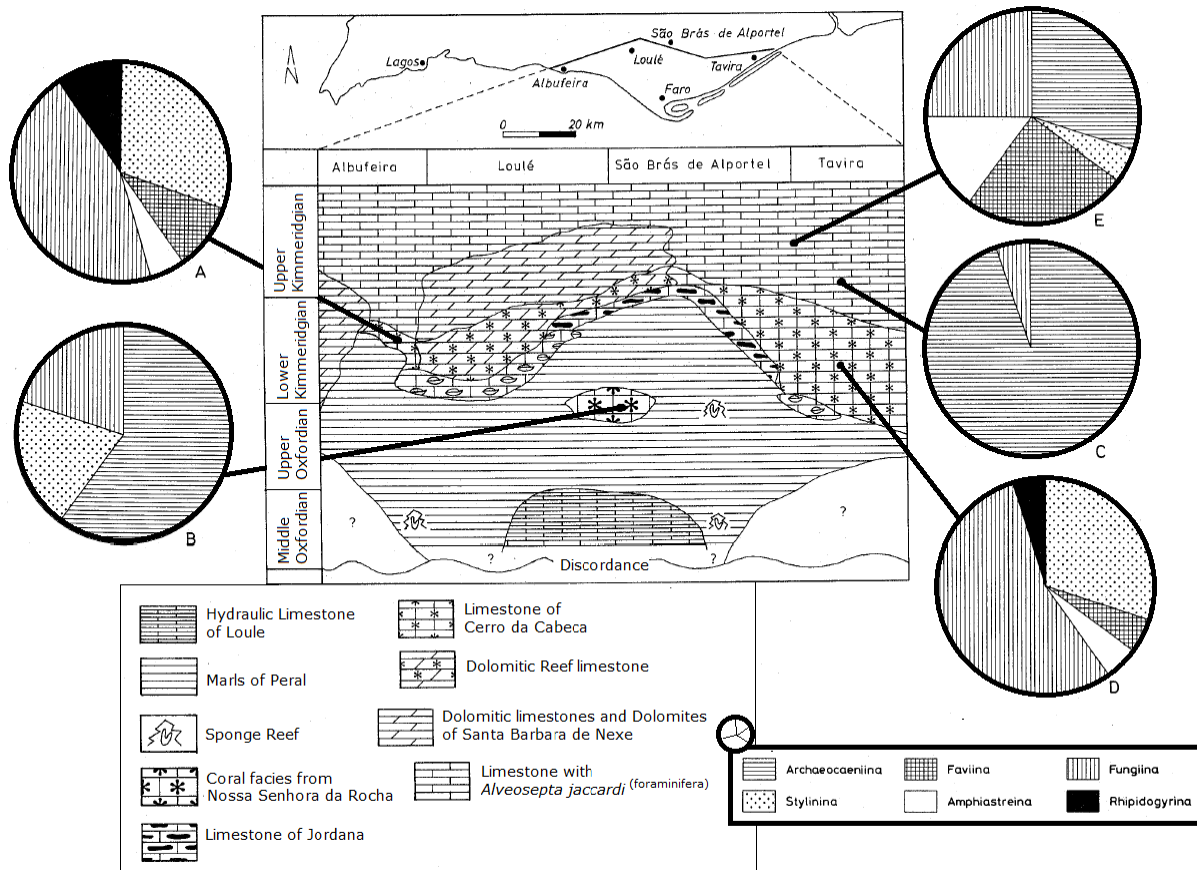 N
Lagos
Albufeira
Loulé
São Brás de Alportel
Tavira
Faro
0 20 km
Albufeira Loulé São Brás de Alportel Tavira
Upper
Kimmeridgian
Lower
Kimmeridgian
Upper
Oxfordian
Middle
Oxfordian
? ? ? ?
Discordance
A
B
E
C
D
Hydraulic Limestone
of Loule
Marls of Peral
Sponge Reef
Coral facies from
Nossa Senhora da Rocha
Limestone of Jordana
Limestone of
Cerro da Cabeca
Dolomitic Reef limestone
Dolomitic limestones and Dolomites
of Santa Barbara de Nexe
Limestone with
Alveosepta jaccardi (foraminifera)
Archaeocaeniina
Faviina
Fungiina
Stylinina
Amphiastreina
Rhipidogyrina